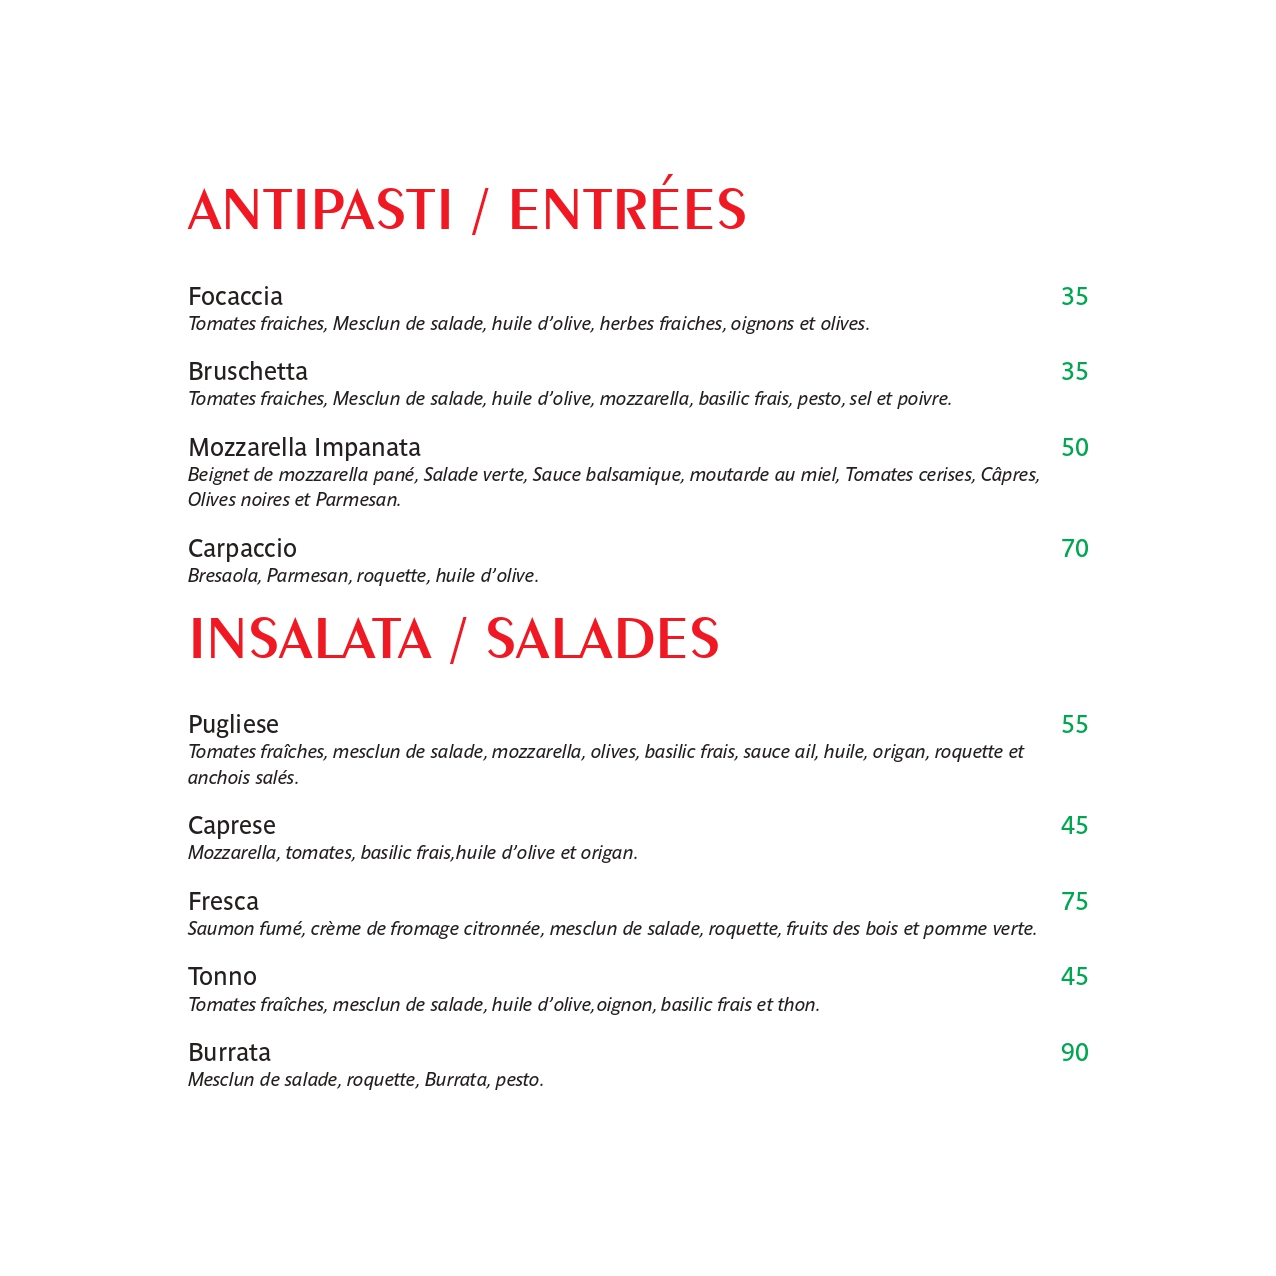 ANTIPASTI / ENTRÉES
Focaccia 35
Tomates fraiches, Mesclun de salade, huile d’olive, herbes fraiches, oignons et olives.
Bruschetta 35
Tomates fraiches, Mesclun de salade, huile d’olive, mozzarella, basilic frais, pesto, sel et poivre.
Mozzarella Impanata 50
Beignet de mozzarella pané, Salade verte, Sauce balsamique, moutarde au miel, Tomates cerises, Câpres,
Olives noires et Parmesan.
Carpaccio 70
Bresaola, Parmesan, roquette, huile d’olive.
INSALATA / SALADES
Pugliese 55
Tomates fraîches, mesclun de salade, mozzarella, olives, basilic frais, sauce ail, huile, origan, roquette et
anchois salés.
Caprese 45
Mozzarella, tomates, basilic frais,huile d’olive et origan.
Fresca 75
Saumon fumé, crème de fromage citronnée, mesclun de salade, roquette, fruits des bois et pomme verte.
Tonno 45
Tomates fraîches, mesclun de salade, huile d’olive,oignon, basilic frais et thon.
Burrata 90
Mesclun de salade, roquette, Burrata, pesto.